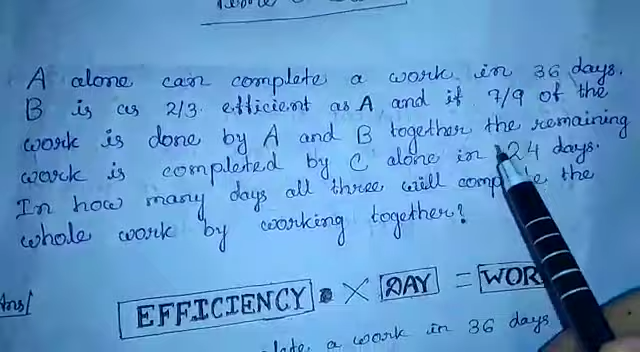 A alone can complete a work in 36 days.
B is as 2/3 efficient as A and if 7/9 of the
work is done by A and B together the remaining
work is completed by C alone in 24 days.
In how many days all three will complete the
whole work by working together?
Ans/
EFFICIENCY × DAY = WOR
a work in 36 days